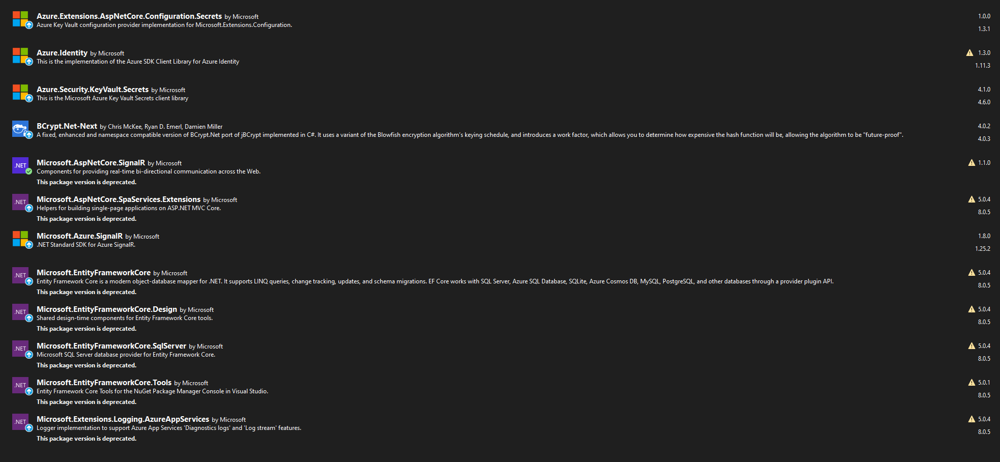 Azure.Extensions.AspNetCore.Configuration.Secrets by Microsoft 1.0.0
Azure Key Vault configuration provider implementation for Microsoft.Extensions.Configuration.
1.3.1
Azure.Identity by Microsoft 1.3.0
This is the implementation of the Azure SDK Client Library for Azure Identity
1.11.3
Azure.Security.KeyVault.Secrets by Microsoft 4.1.0
This is the Microsoft Azure Key Vault Secrets client library
4.6.0
BCrypt.Net-Next by Chris McKee, Ryan D. Emerl, Damien Miller 4.0.2
A fixed, enhanced and namespace compatible version of BCrypt.Net port of jBCrypt implemented in C#. It uses a variant of the Blowfish encryption algorithm's keying schedule, and introduces a work factor, which allows you to determine how expensive the hash function will be, allowing the algorithm to be "future-proof".
4.0.3
.NET Microsoft.AspNetCore.SignalR by Microsoft 1.1.0
Components for providing real-time bi-directional communication across the Web.
This package version is deprecated.
.NET Microsoft.AspNetCore.SpaServices.Extensions by Microsoft 5.0.4
Helpers for building single-page applications on ASP.NET MVC Core.
8.0.5
This package version is deprecated.
Microsoft.Azure.SignalR by Microsoft 1.8.0
.NET Standard SDK for Azure SignalR.
1.25.2
.NET Microsoft.EntityFrameworkCore by Microsoft 5.0.4
Entity Framework Core is a modern object-database mapper for .NET. It supports LINQ queries, change tracking, updates, and schema migrations. EF Core works with SQL Server, Azure SQL Database, SQLite, Azure Cosmos DB, MySQL, PostgreSQL, and other databases through a provider plugin API.
8.0.5
This package version is deprecated.
.NET Microsoft.EntityFrameworkCore.Design by Microsoft 5.0.4
Shared design-time components for Entity Framework Core tools.
8.0.5
This package version is deprecated.
.NET Microsoft.EntityFrameworkCore.SqlServer by Microsoft 5.0.4
Microsoft SQL Server database provider for Entity Framework Core.
8.0.5
This package version is deprecated.
.NET Microsoft.EntityFrameworkCore.Tools by Microsoft 5.0.1
Entity Framework Core Tools for the NuGet Package Manager Console in Visual Studio.
8.0.5
This package version is deprecated.
.NET Microsoft.Extensions.Logging.AzureAppServices by Microsoft 5.0.4
Logger implementation to support Azure App Services 'Diagnostics logs' and 'Log stream' features.
8.0.5
This package version is deprecated.